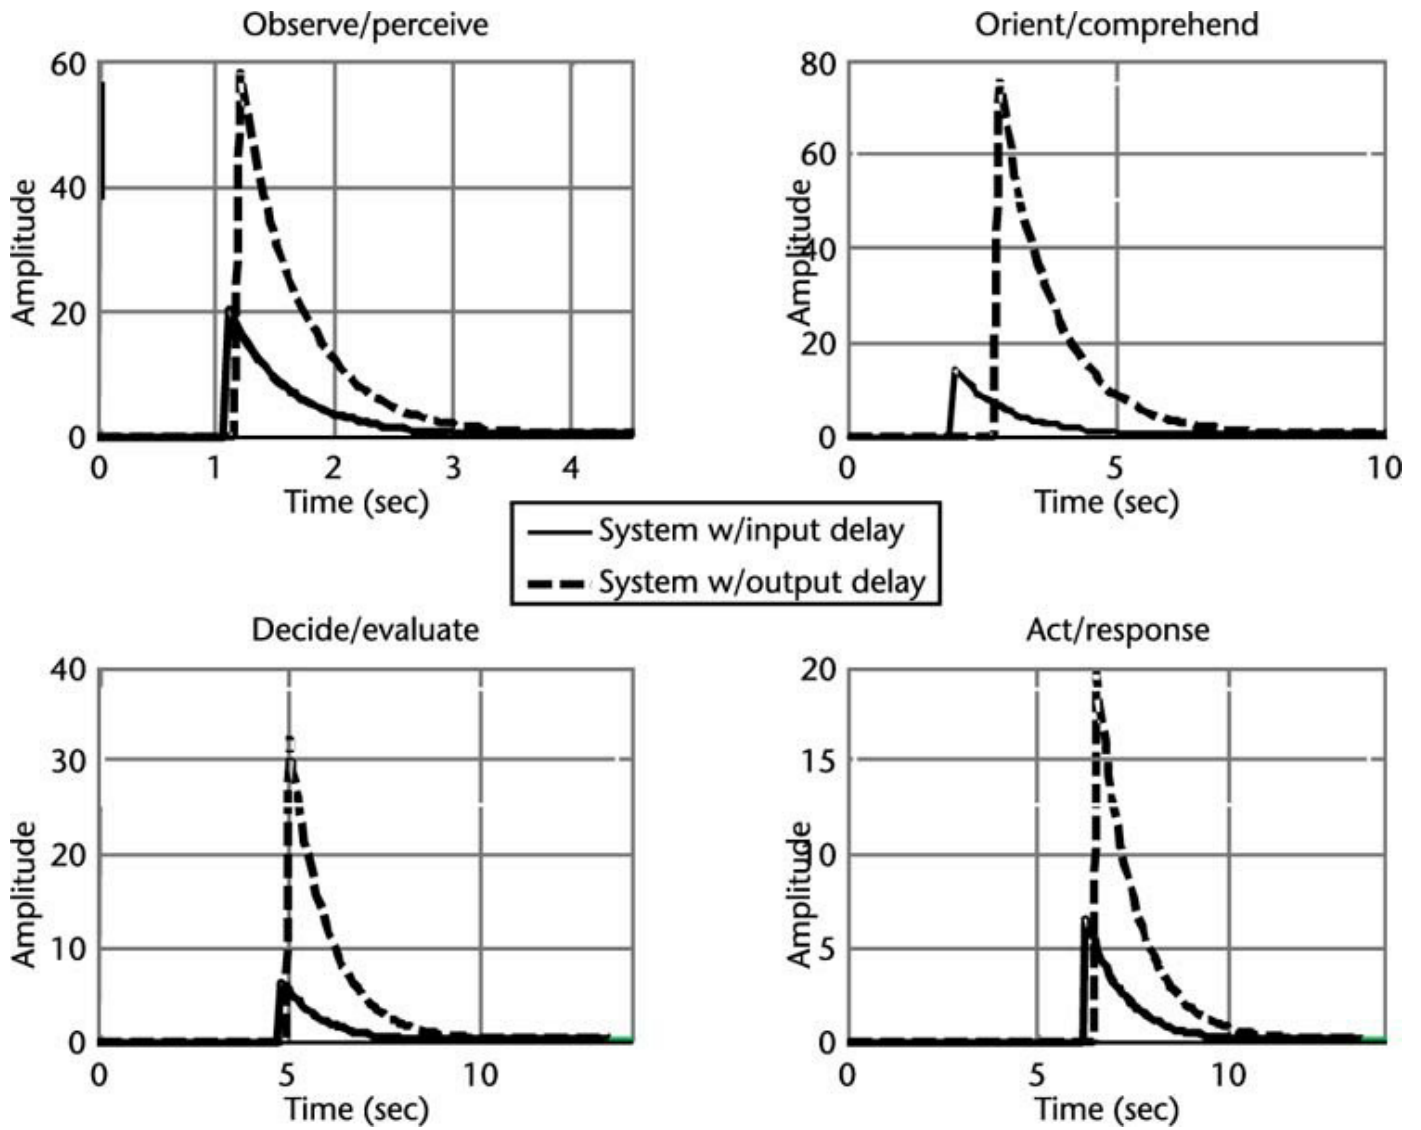 Observe/perceive
60
40
20
0
Amplitude
0 1 2 3 4
Time (sec)
Orient/comprehend
80
60
40
20
0
Amplitude
0 5 10
Time (sec)
System w/input delay
System w/output delay
Decide/evaluate
40
30
20
10
0
Amplitude
0 5 10
Time (sec)
Act/response
20
15
10
5
0
Amplitude
0 5 10
Time (sec)